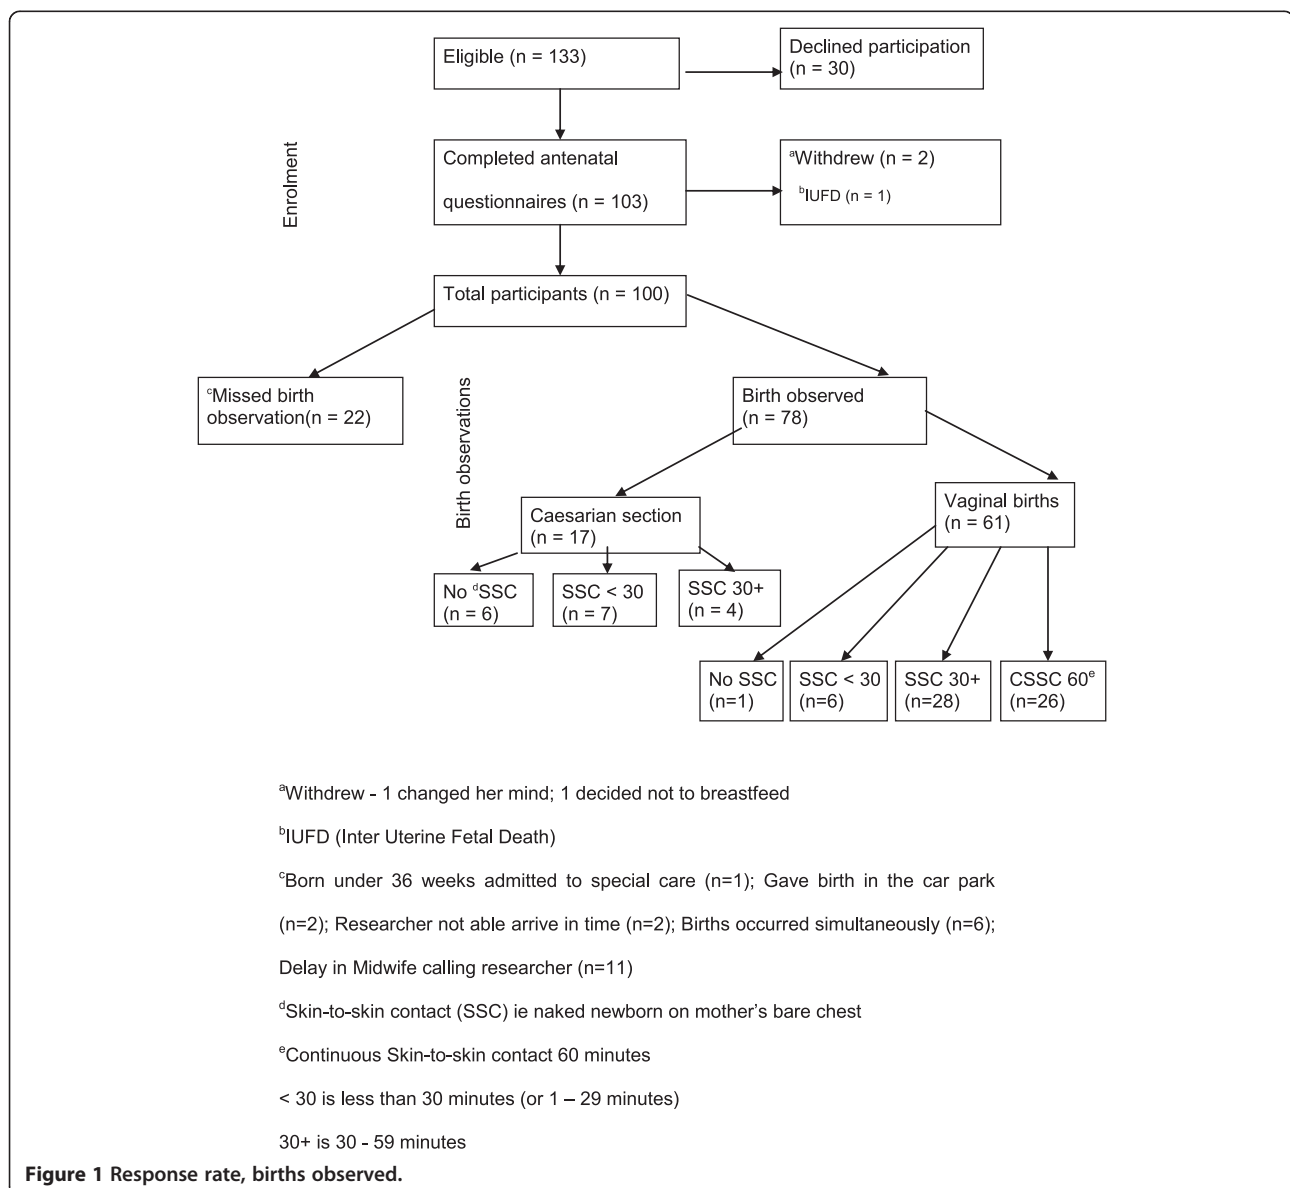 Eligible (n = 133)
Declined participation
(n = 30)
Enrolment
Completed antenatal
questionnaires (n = 103)
aWithdrew (n = 2)
bIUFD (n = 1)
Total participants (n = 100)
cMissed birth
observation(n = 22)
Birth observations
Birth observed
(n = 78)
Caesarian section
(n = 17)
Vaginal births
(n = 61)
No dSSC
(n = 6)
SSC < 30
(n = 7)
SSC 30+
(n = 4)
No SSC
(n=1)
SSC < 30
(n=6)
SSC 30+
(n=28)
CSSC 60e
(n=26)
aWithdrew - 1 changed her mind; 1 decided not to breastfeed
bIUFD (Inter Uterine Fetal Death)
cBorn under 36 weeks admitted to special care (n=1); Gave birth in the car park
(n=2); Researcher not able arrive in time (n=2); Births occurred simultaneously (n=6);
Delay in Midwife calling researcher (n=11)
dSkin-to-skin contact (SSC) ie naked newborn on mother's bare chest
eContinuous Skin-to-skin contact 60 minutes
< 30 is less than 30 minutes (or 1 – 29 minutes)
30+ is 30 - 59 minutes
Figure 1 Response rate, births observed.